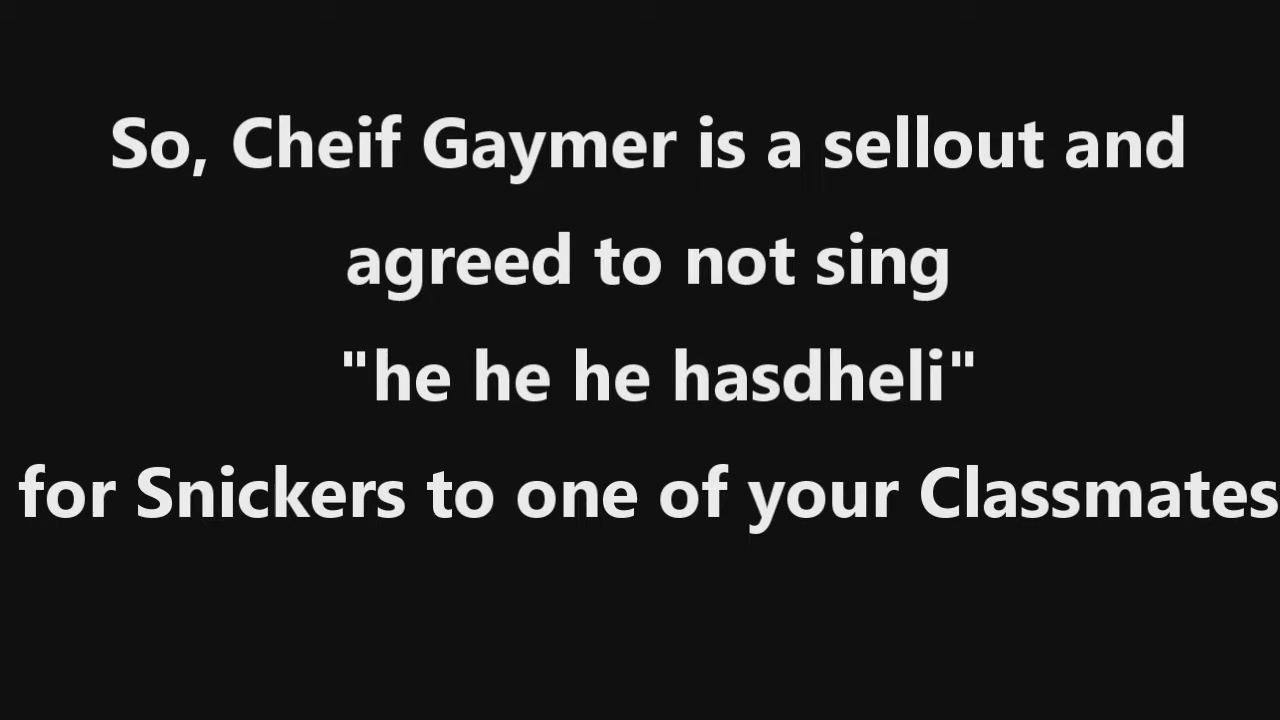 So, Cheif Gaymer is a sellout and
agreed to not sing
"he he he hasdheli"
for Snickers to one of your Classmates